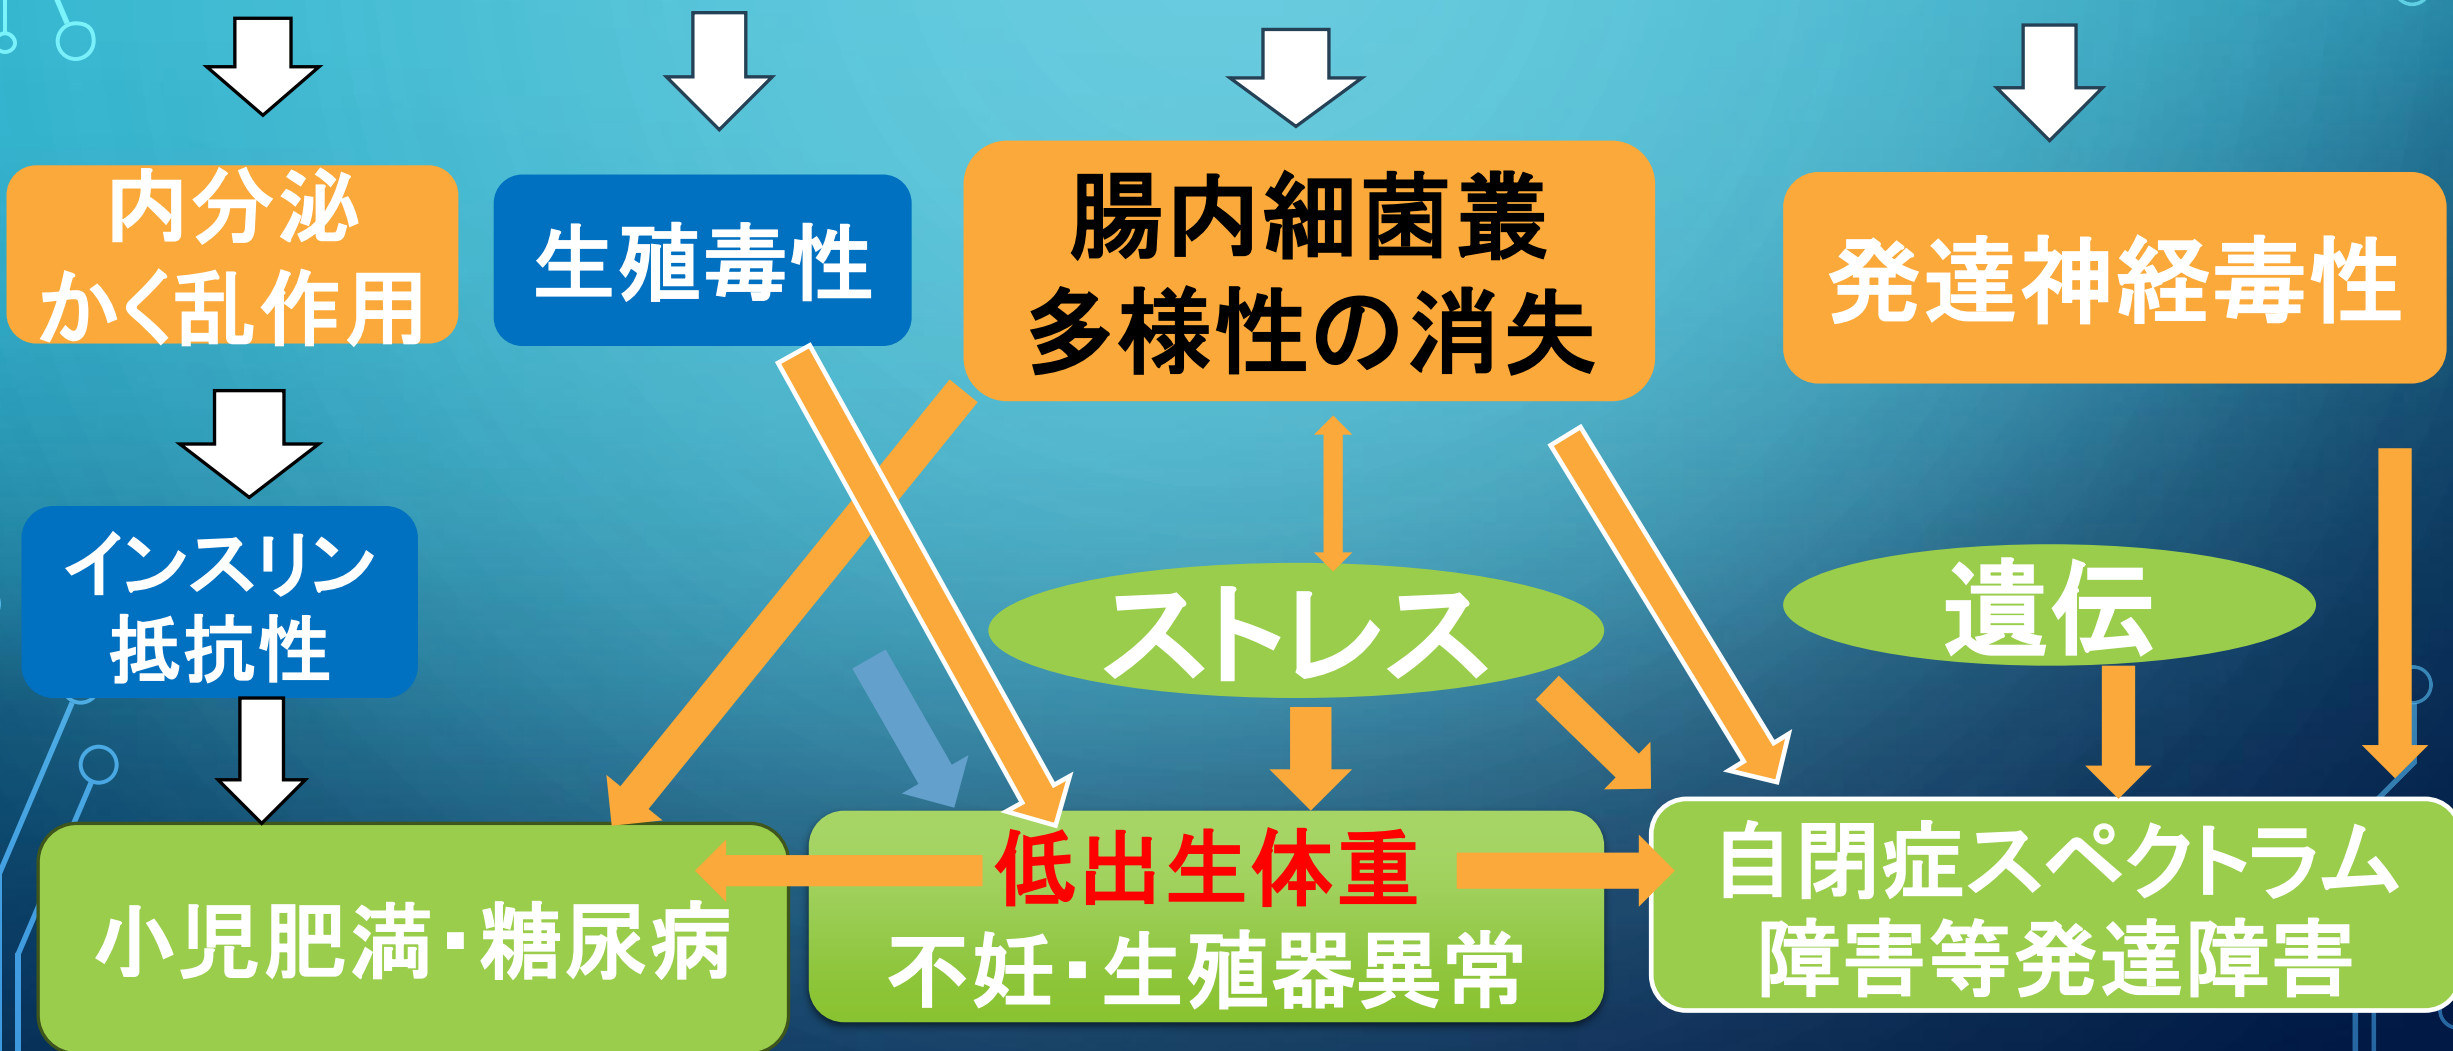 内分泌
かく乱作用
生殖毒性
腸内細菌叢
多様性の消失
発達神経毒性
インスリン
抵抗性
ストレス
遺伝
小児肥満・糖尿病
低出生体重
不妊・生殖器異常
自閉症スペクトラム
障害等発達障害